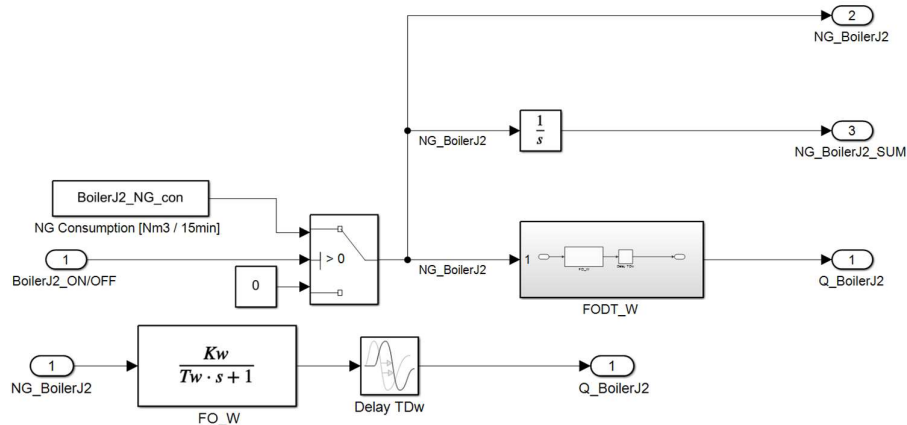 2
NG_BoilerJ2
NG_BoilerJ2
1
s
3
NG_BoilerJ2_SUM
BoilerJ2_NG_con
NG Consumption [Nm3 / 15min]
1
BoilerJ2_ON/OFF
> 0
0
NG_BoilerJ2
1
FODT_W
1
Q_BoilerJ2
1
NG_BoilerJ2
Kw
Tw · s + 1
FO_W
Delay TDw
1
Q_BoilerJ2